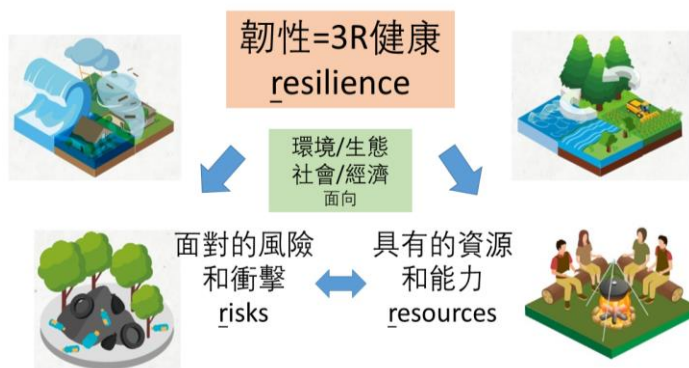 韌性=3R健康
resilience
環境/生態
社會/經濟
面向
面對的風險
和衝擊
risks
具有的資源
和能力
resources